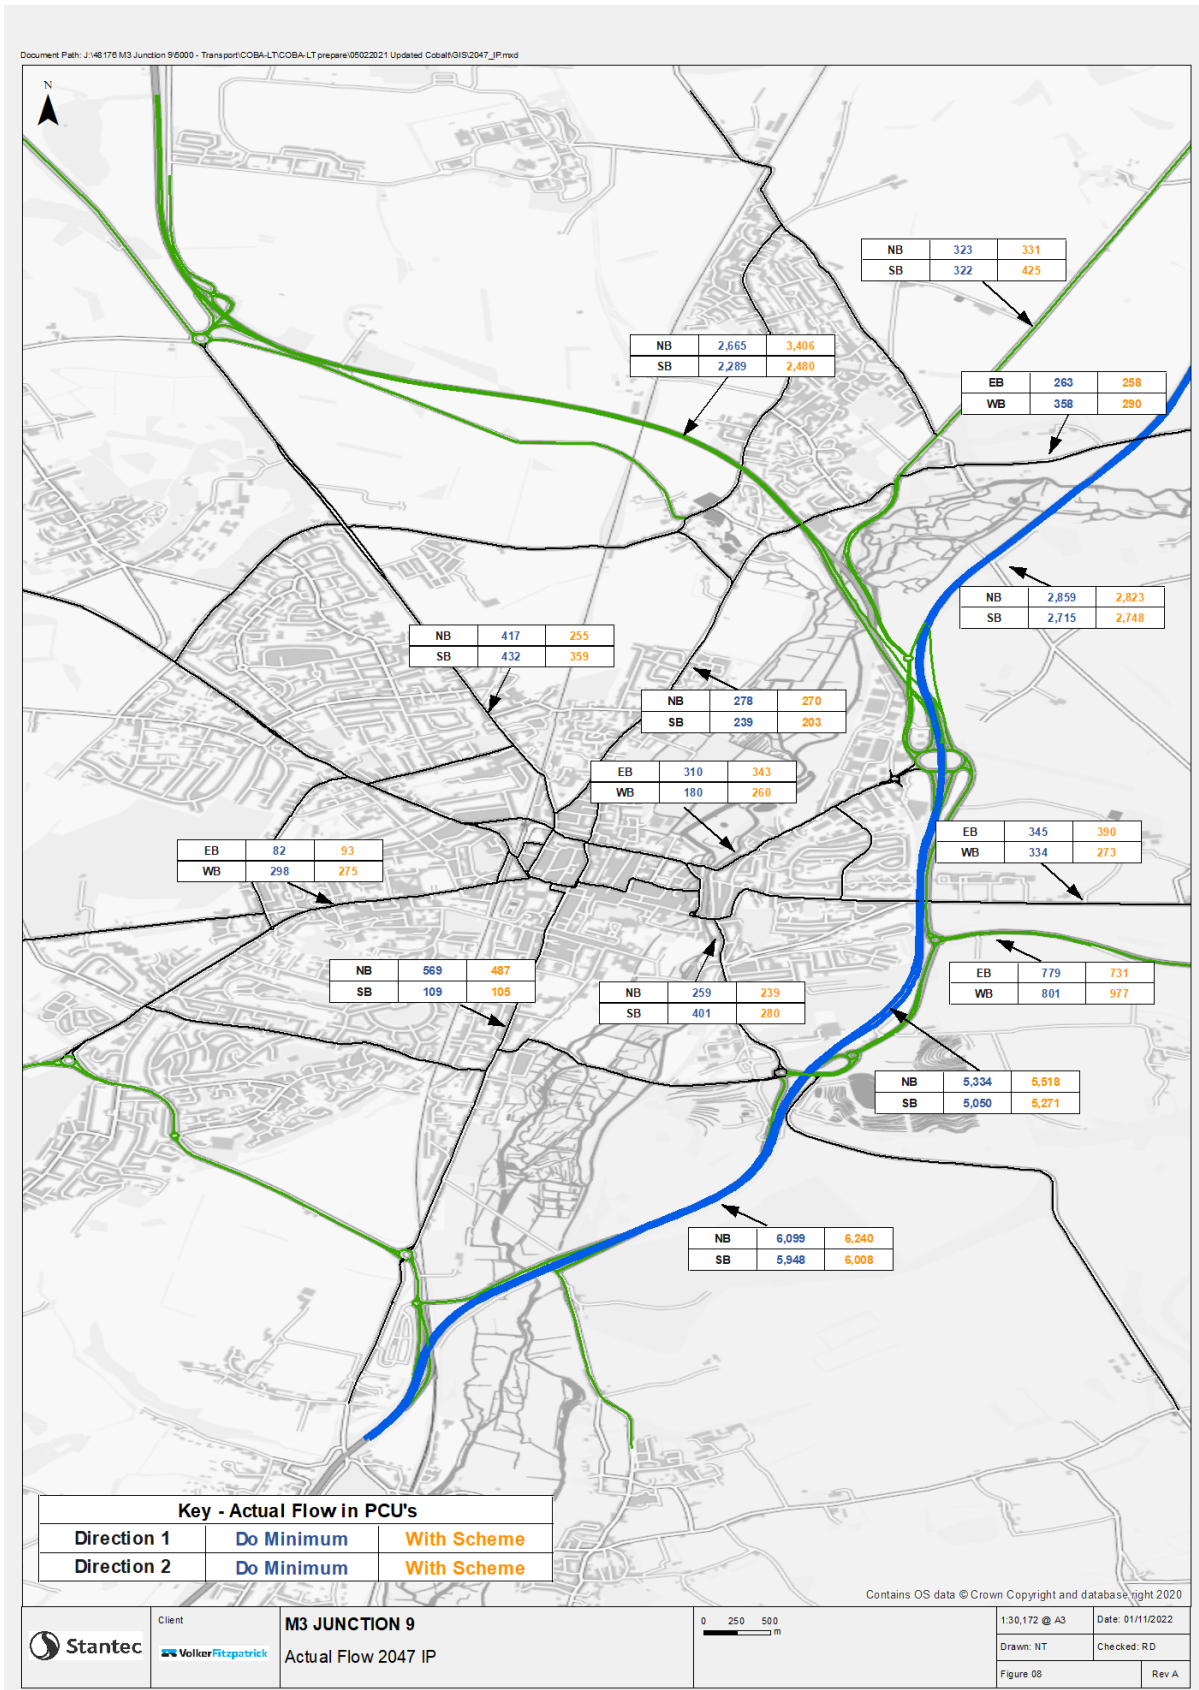 Document Path: J:\48176 M3 Junction 9\5000 - Transport\COBA-LT\COBA-LT prepare\05022021 Updated Cobalt\GIS\2047_IP.mxd
N
NB 323 331
SB 322 425
NB 2,665 3,406
SB 2,289 2,480
EB 263 258
WB 358 290
NB 2,859 2,823
SB 2,715 2,748
NB 417 255
SB 432 359
NB 278 270
SB 239 203
EB 310 343
WB 180 260
EB 345 390
WB 334 273
EB 82 93
WB 298 275
NB 569 487
SB 109 105
NB 259 239
SB 401 280
EB 779 731
WB 801 977
NB 5,334 5,518
SB 5,050 5,271
NB 6,099 6,240
SB 5,948 6,008
Key - Actual Flow in PCU's
Direction 1 Do Minimum With Scheme
Direction 2 Do Minimum With Scheme
Contains OS data © Crown Copyright and database right 2020
Stantec
Client
VolkerFitzpatrick
M3 JUNCTION 9
Actual Flow 2047 IP
0 250 500
m
1:30,172 @ A3 Date: 01/11/2022
Drawn: NT Checked: RD
Figure 08 Rev A